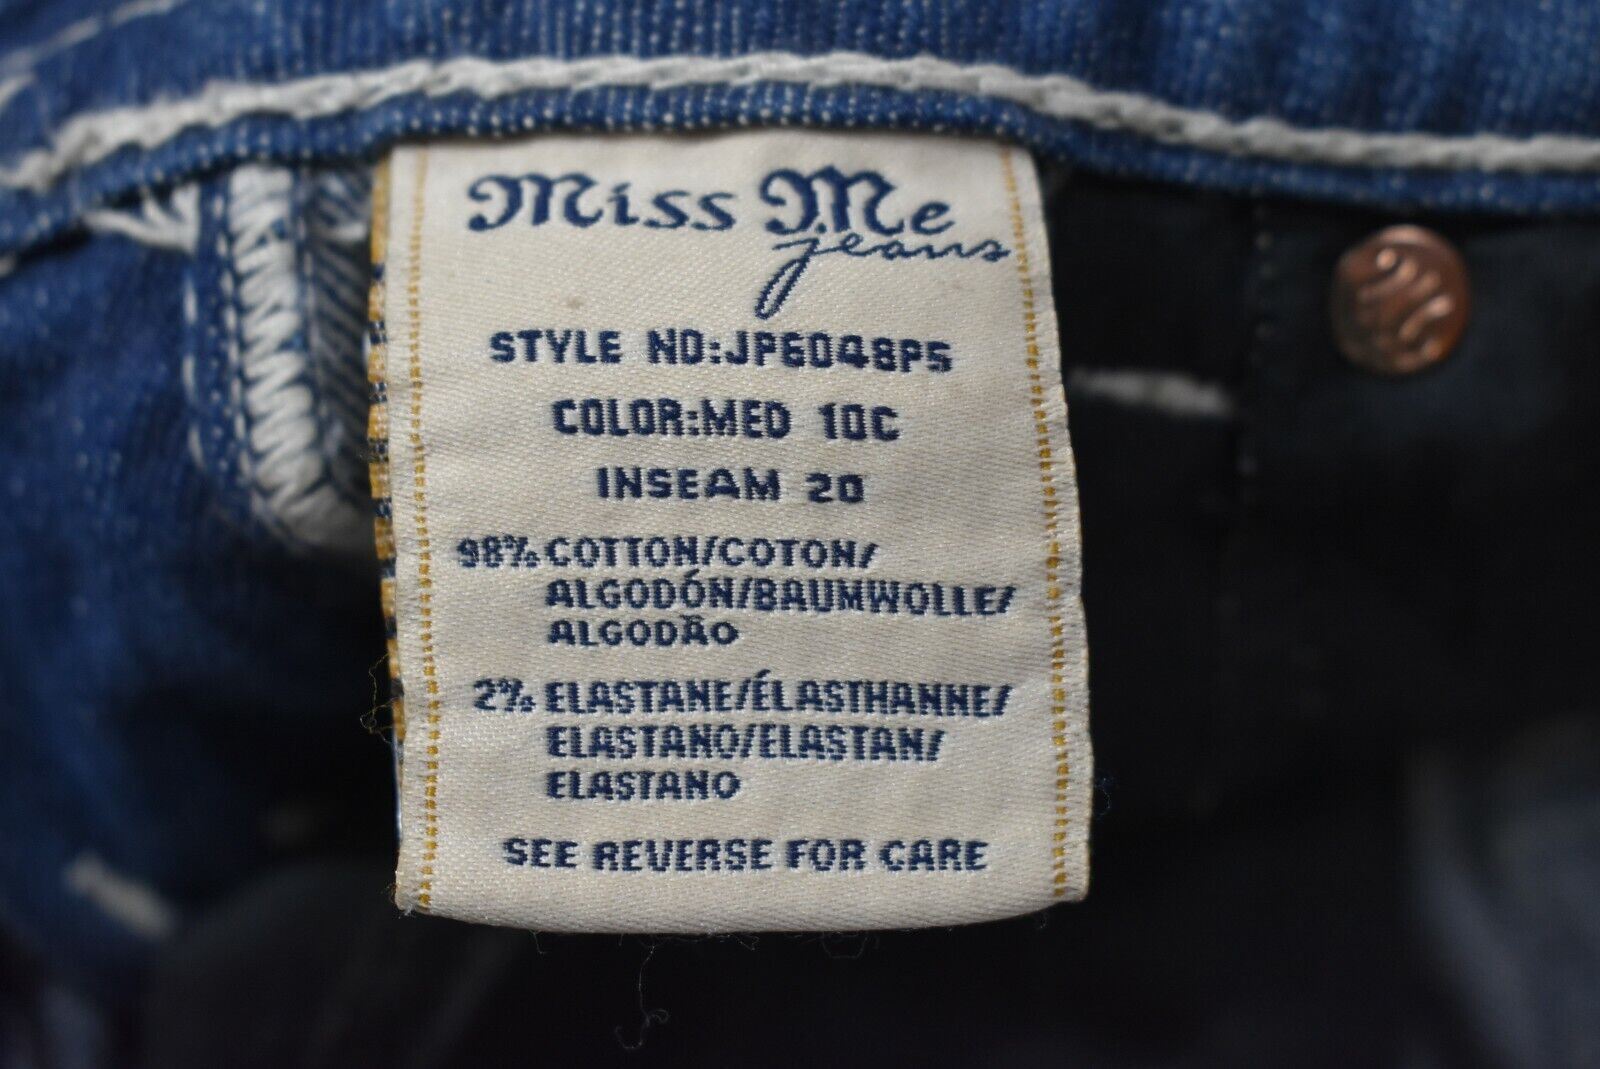 Miss Me
jeans
STYLE NO:JP6048P5
COLOR:MED 10C
INSEAM 20
98% COTTON/COTON/
ALGODÓN/BAUMWOLLE/
ALGODÃO
2% ELASTANE/ÉLASTHANNE/
ELASTANO/ELASTAN/
ELASTANO
SEE REVERSE FOR CARE